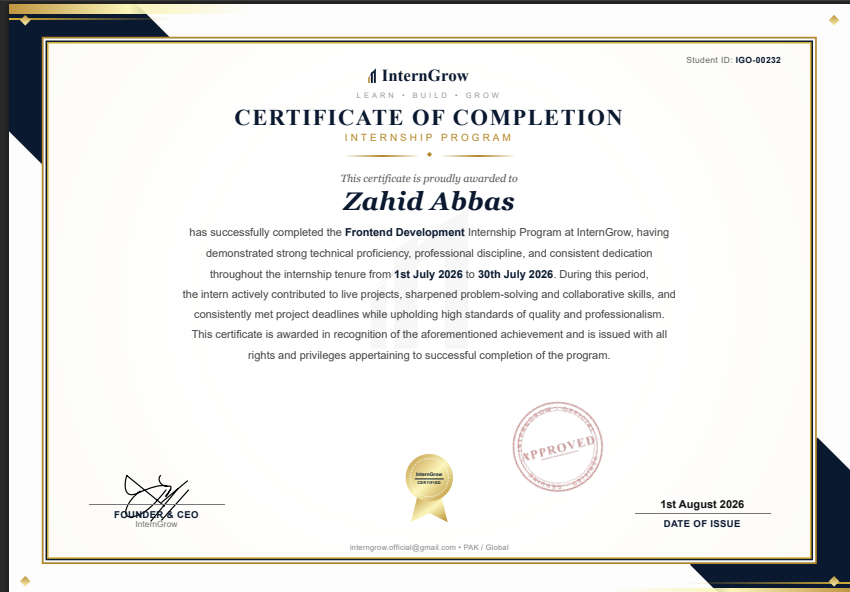 Student ID: IGO-00232
InternGrow
LEARN • BUILD • GROW
CERTIFICATE OF COMPLETION
INTERNSHIP PROGRAM
This certificate is proudly awarded to
Zahid Abbas
has successfully completed the Frontend Development Internship Program at InternGrow, having
demonstrated strong technical proficiency, professional discipline, and consistent dedication
throughout the internship tenure from 1st July 2026 to 30th July 2026. During this period,
the intern actively contributed to live projects, sharpened problem-solving and collaborative skills, and
consistently met project deadlines while upholding high standards of quality and professionalism.
This certificate is awarded in recognition of the aforementioned achievement and is issued with all
rights and privileges appertaining to successful completion of the program.
INTERNGROW • OFFICIAL
APPROVED
InternGrow
CERTIFIED
FOUNDER & CEO
InternGrow
1st August 2026
DATE OF ISSUE
interngrow.official@gmail.com • PAK / Global